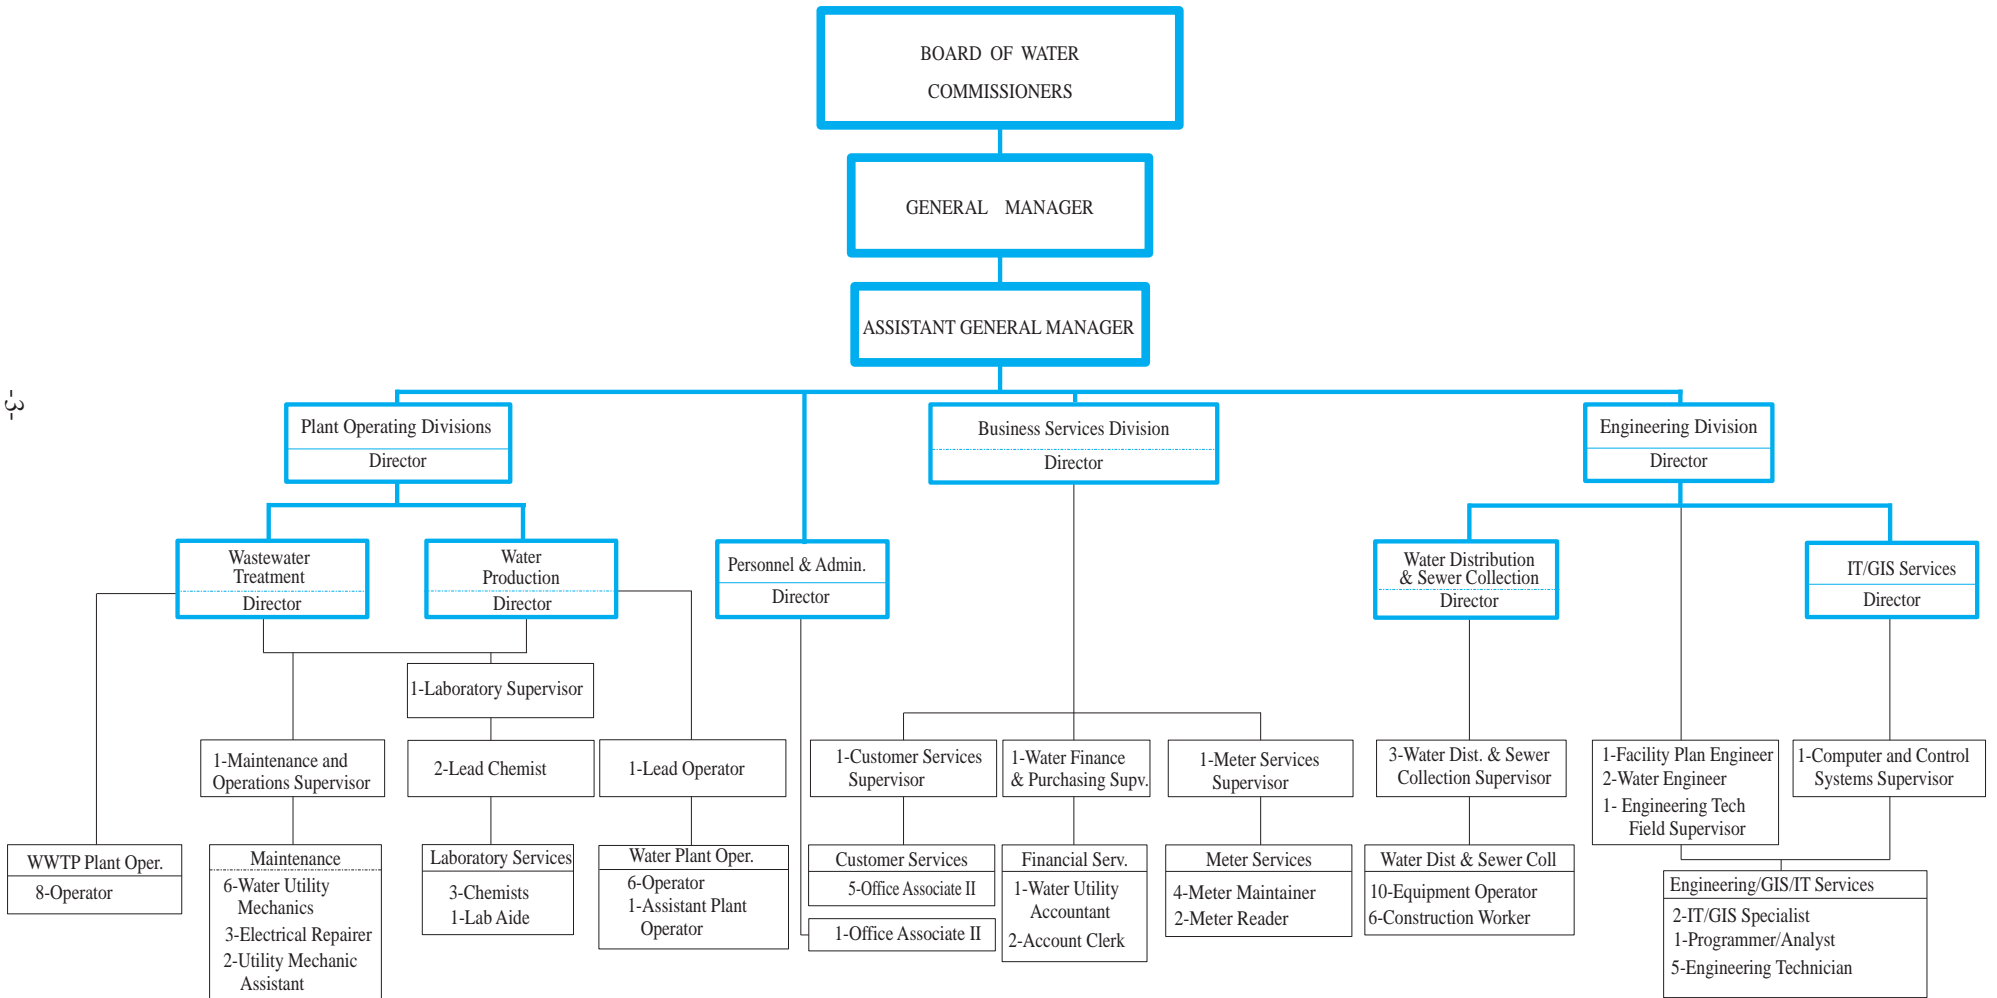 BOARD OF WATER
COMMISSIONERS
GENERAL MANAGER
ASSISTANT GENERAL MANAGER
-3-
Plant Operating Divisions
Director
Business Services Division
Director
Engineering Division
Director
Wastewater
Treatment
Director
Water
Production
Director
Personnel & Admin.
Director
Water Distribution
& Sewer Collection
Director
IT/GIS Services
Director
1-Laboratory Supervisor
1-Maintenance and
Operations Supervisor
2-Lead Chemist
1-Lead Operator
1-Customer Services
Supervisor
1-Water Finance
& Purchasing Supv.
1-Meter Services
Supervisor
3-Water Dist. & Sewer
Collection Supervisor
1-Facility Plan Engineer
2-Water Engineer
1- Engineering Tech
Field Supervisor
1-Computer and Control
Systems Supervisor
WWTP Plant Oper.
8-Operator
Maintenance
6-Water Utility
Mechanics
3-Electrical Repairer
2-Utility Mechanic
Assistant
Laboratory Services
3-Chemists
1-Lab Aide
Water Plant Oper.
6-Operator
1-Assistant Plant
Operator
Customer Services
5-Office Associate II
1-Office Associate II
Financial Serv.
1-Water Utility
Accountant
2-Account Clerk
Meter Services
4-Meter Maintainer
2-Meter Reader
Water Dist & Sewer Coll
10-Equipment Operator
6-Construction Worker
Engineering/GIS/IT Services
2-IT/GIS Specialist
1-Programmer/Analyst
5-Engineering Technician